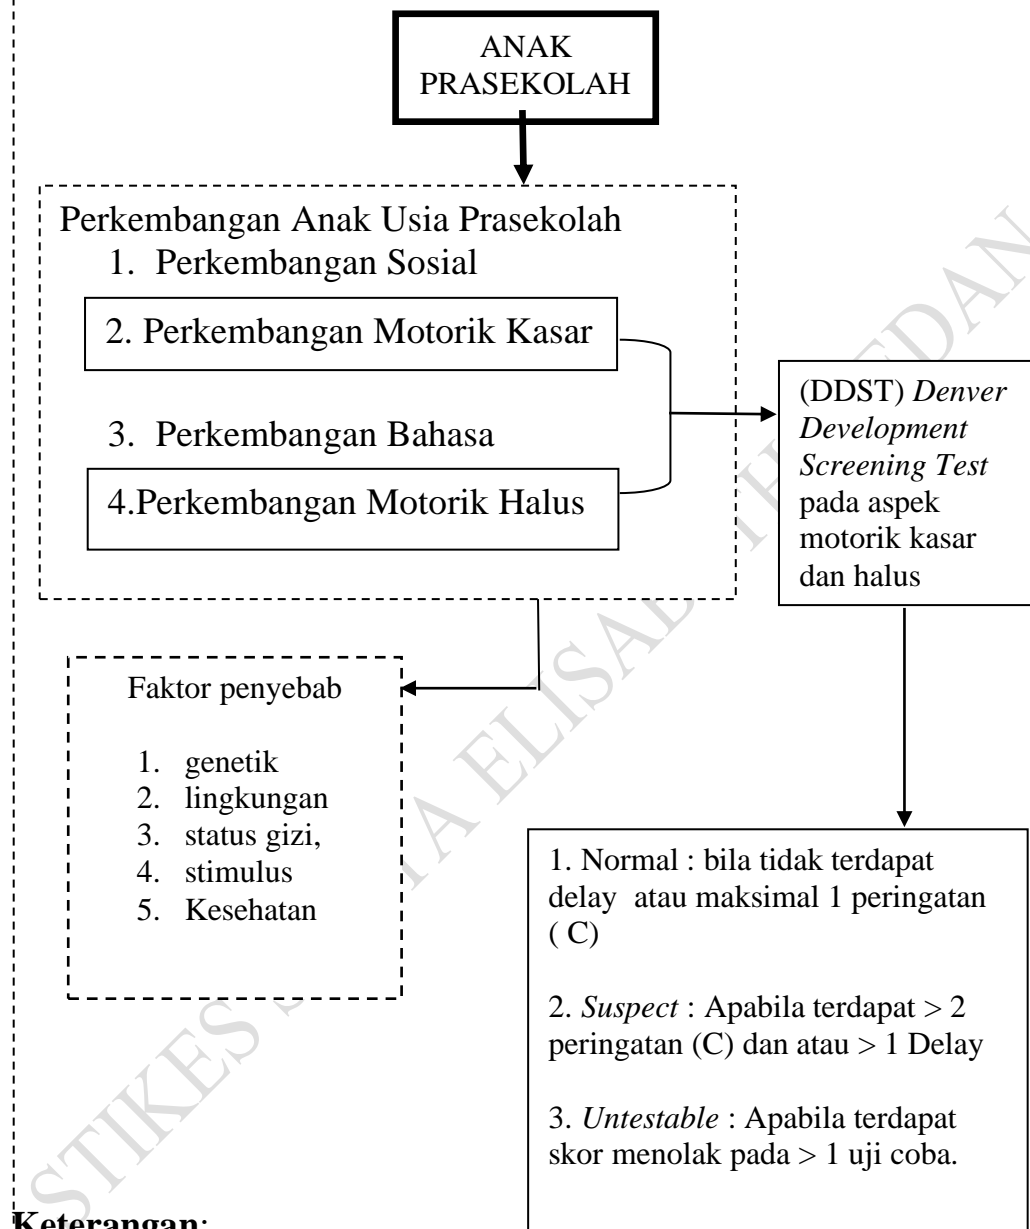 ANAK
PRASEKOLAH
Perkembangan Anak Usia Prasekolah
1. Perkembangan Sosial
2. Perkembangan Motorik Kasar
3. Perkembangan Bahasa
4.Perkembangan Motorik Halus
(DDST) Denver
Development
Screening Test
pada aspek
motorik kasar
dan halus
Faktor penyebab
1. genetik
2. lingkungan
3. status gizi,
4. stimulus
5. Kesehatan
1. Normal : bila tidak terdapat
delay atau maksimal 1 peringatan
( C)
2. Suspect : Apabila terdapat > 2
peringatan (C) dan atau > 1 Delay
3. Untestable : Apabila terdapat
skor menolak pada > 1 uji coba.
Keterangan:
STIKES